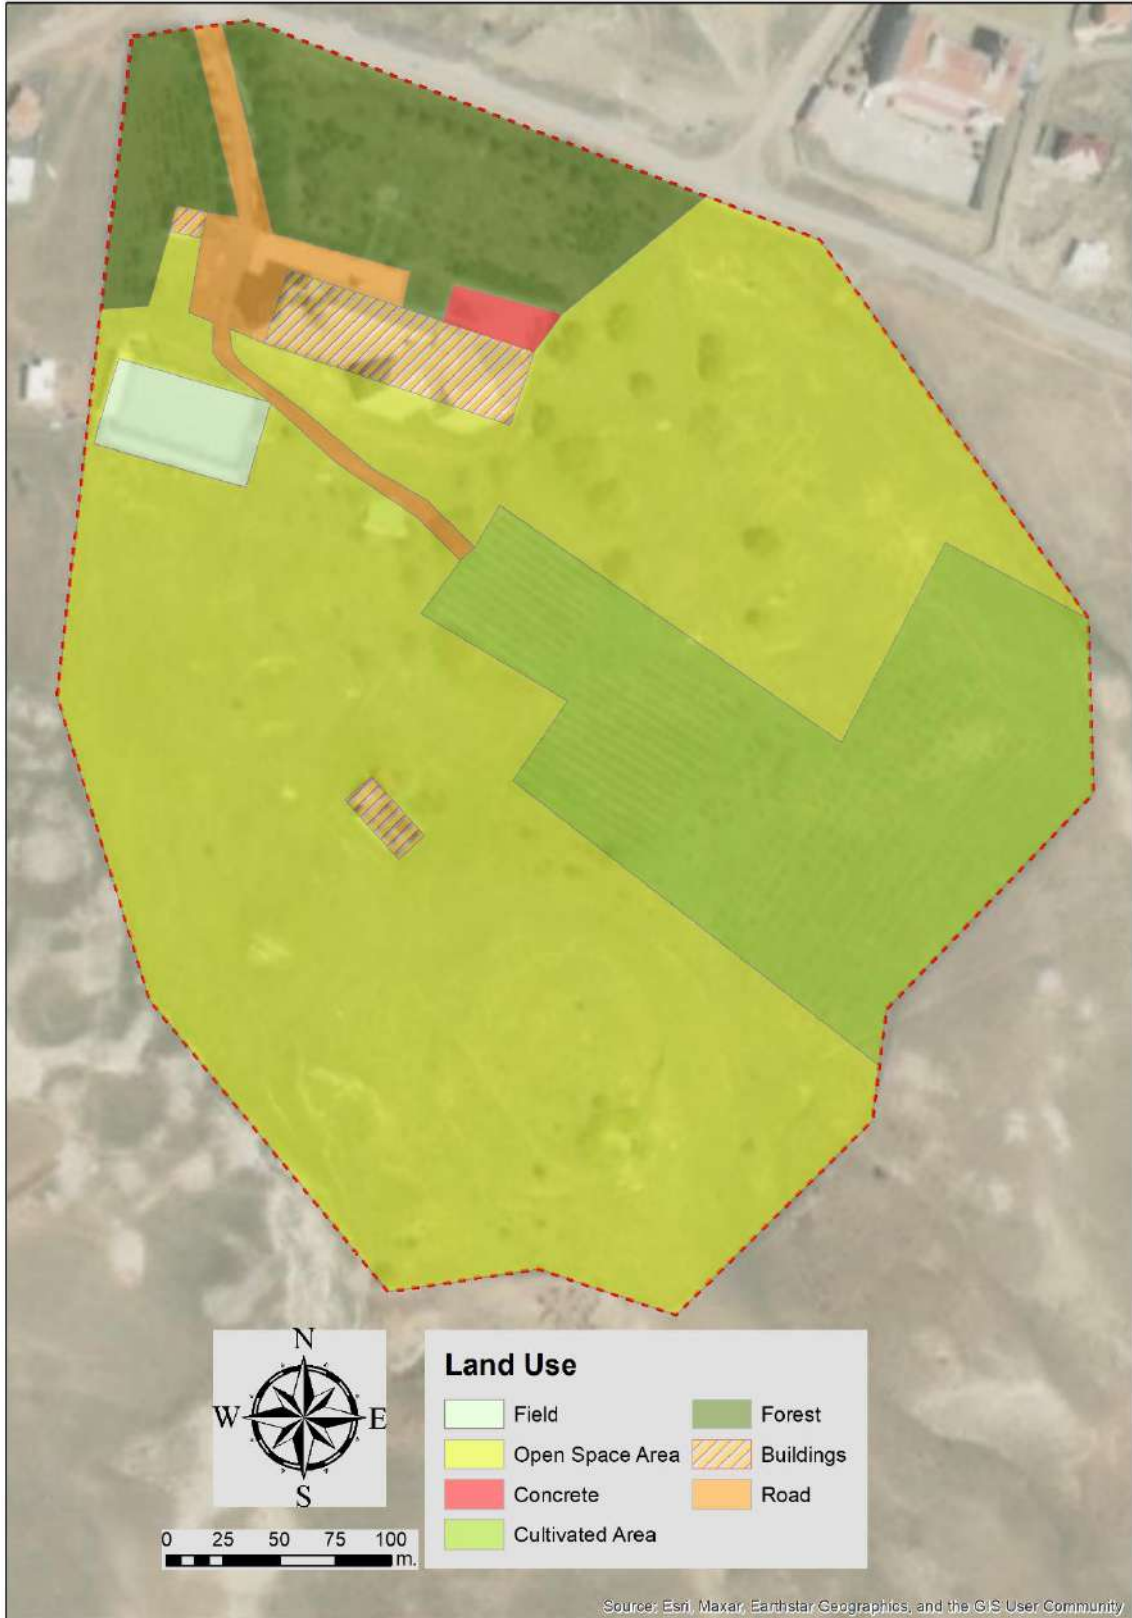 N
W E
S
0 25 50 75 100
m.
Land Use
Field
Open Space Area
Concrete
Cultivated Area
Forest
Buildings
Road
Source: Esri, Maxar, Earthstar Geographics, and the GIS User Community